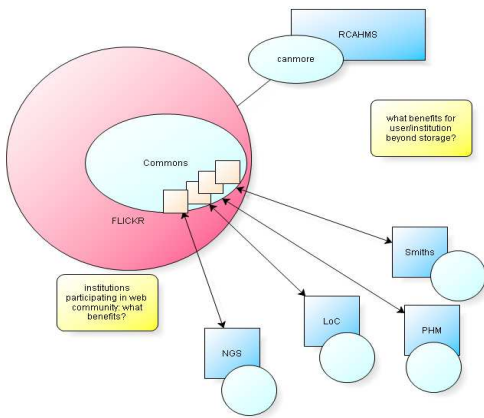 RCAHMS
canmore
what benefits for
user/institution
beyond storage?
Commons
FLICKR
Smiths
institutions
participating in web
community: what
benefits?
LoC
PHM
NGS